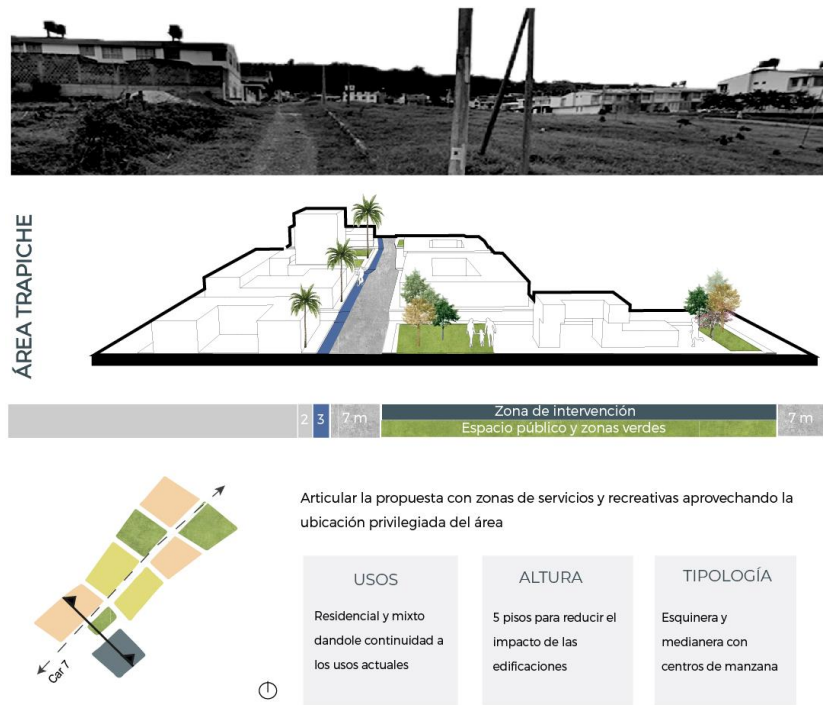 ÁREA TRAPICHE
2 3 7 m Zona de intervención 7 m
Espacio público y zonas verdes
Car 7
Articular la propuesta con zonas de servicios y recreativas aprovechando la
ubicación privilegiada del área
USOS
Residencial y mixto
dandole continuidad a
los usos actuales
ALTURA
5 pisos para reducir el
impacto de las
edificaciones
TIPOLOGÍA
Esquinera y
medianera con
centros de manzana